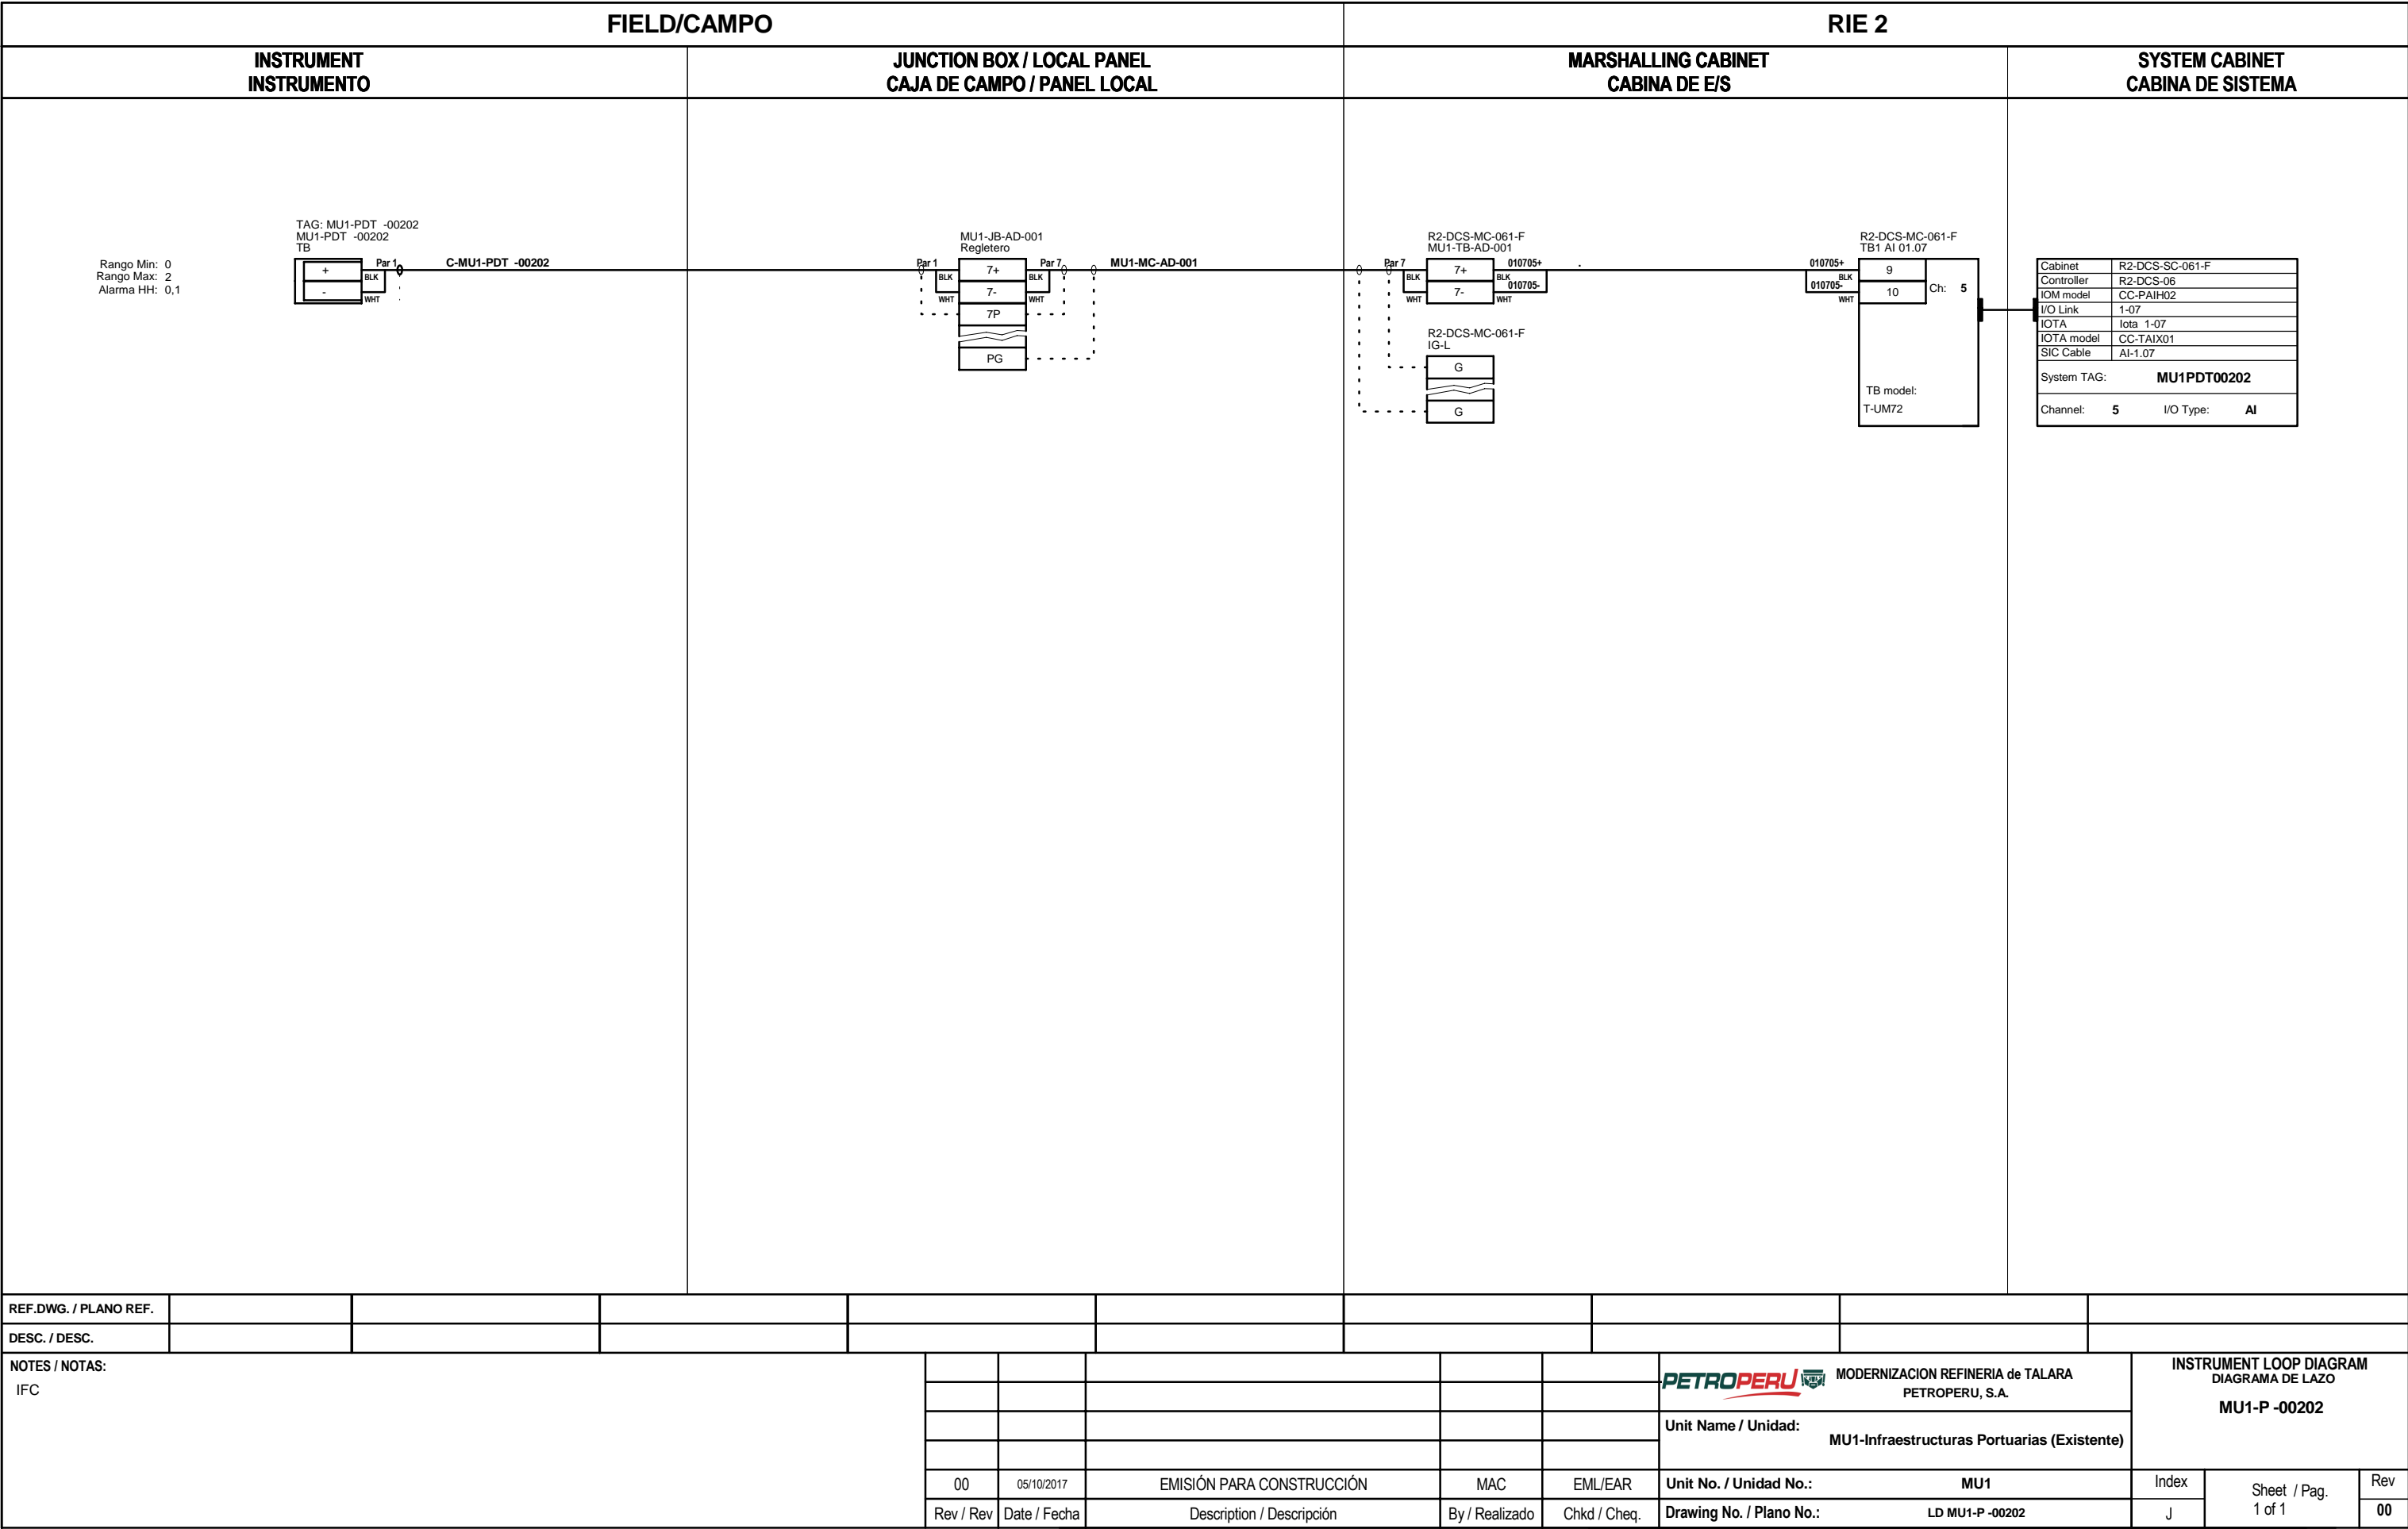 FIELD/CAMPO
RIE 2
INSTRUMENT
INSTRUMENTO
JUNCTION BOX / LOCAL PANEL
CAJA DE CAMPO / PANEL LOCAL
MARSHALLING CABINET
CABINA DE E/S
SYSTEM CABINET
CABINA DE SISTEMA
Rango Min: 0
Rango Max: 2
Alarma HH: 0,1
TAG: MU1-PDT -00202
MU1-PDT -00202
TB
+
-
Par 1
BLK
WHT
C-MU1-PDT -00202
MU1-JB-AD-001
Regletero
Par 1
BLK
WHT
7+
7-
7P
PG
Par 7
BLK
WHT
MU1-MC-AD-001
R2-DCS-MC-061-F
MU1-TB-AD-001
Par 7
BLK
WHT
7+
7-
010705+
BLK
010705-
WHT
R2-DCS-MC-061-F
IG-L
G
G
R2-DCS-MC-061-F
TB1 AI 01.07
010705+
BLK
010705-
WHT
9
10
Ch: 5
TB model:
T-UM72
Cabinet R2-DCS-SC-061-F
Controller R2-DCS-06
IOM model CC-PAIH02
I/O Link 1-07
IOTA Iota 1-07
IOTA model CC-TAIX01
SIC Cable AI-1.07
System TAG: MU1PDT00202
Channel: 5 I/O Type: AI
REF.DWG. / PLANO REF.
DESC. / DESC.
NOTES / NOTAS:
IFC
00 05/10/2017 EMISIÓN PARA CONSTRUCCIÓN MAC EML/EAR
Rev / Rev Date / Fecha Description / Descripción By / Realizado Chkd / Cheq.
PETROPERU
MODERNIZACION REFINERIA de TALARA
PETROPERU, S.A.
Unit Name / Unidad:
MU1-Infraestructuras Portuarias (Existente)
Unit No. / Unidad No.: MU1
Drawing No. / Plano No.: LD MU1-P -00202
INSTRUMENT LOOP DIAGRAM
DIAGRAMA DE LAZO
MU1-P -00202
Index
J
Sheet / Pag.
1 of 1
Rev
00